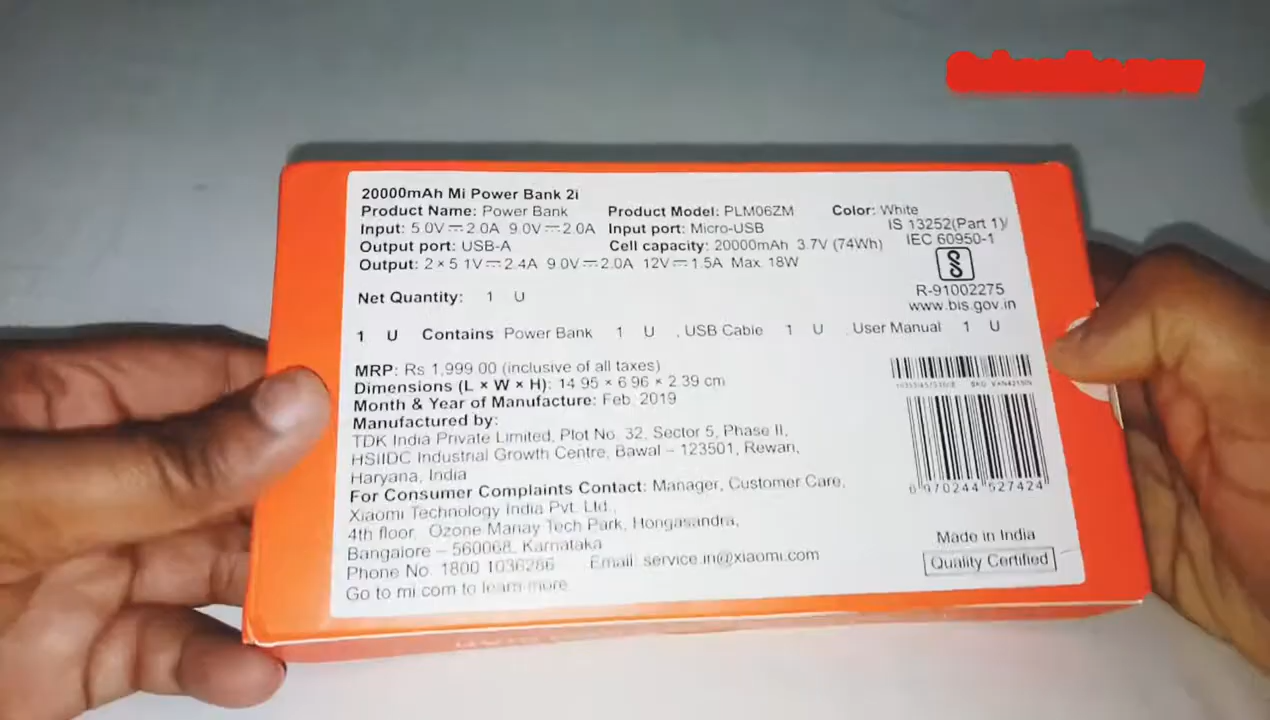 Subscribe now
20000mAh Mi Power Bank 2i
Product Name: Power Bank Product Model: PLM06ZM Color: White
Input: 5.0V⎓2.0A 9.0V⎓2.0A Input port: Micro-USB IS 13252(Part 1)/
Output port: USB-A Cell capacity: 20000mAh 3.7V (74Wh) IEC 60950-1
Output: 2×5.1V⎓2.4A 9.0V⎓2.0A 12V⎓1.5A Max. 18W
R-91002275
Net Quantity: 1 U www.bis.gov.in
1 U Contains Power Bank 1 U , USB Cable 1 U , User Manual 1 U
MRP: Rs 1,999.00 (inclusive of all taxes)
Dimensions (L × W × H): 14.95 × 6.96 × 2.39 cm
Month & Year of Manufacture: Feb. 2019
Manufactured by:
TDK India Private Limited, Plot No. 32, Sector 5, Phase II,
HSIIDC Industrial Growth Centre, Bawal – 123501, Rewari,
Haryana, India
For Consumer Complaints Contact: Manager, Customer Care,
Xiaomi Technology India Pvt. Ltd.,
4th floor, Ozone Manay Tech Park, Hongasandra,
Bangalore – 560068, Karnataka
Phone No. 1800 1036286 Email: service.in@xiaomi.com
Go to mi.com to learn more
6 970244 527424
Made in India
Quality Certified